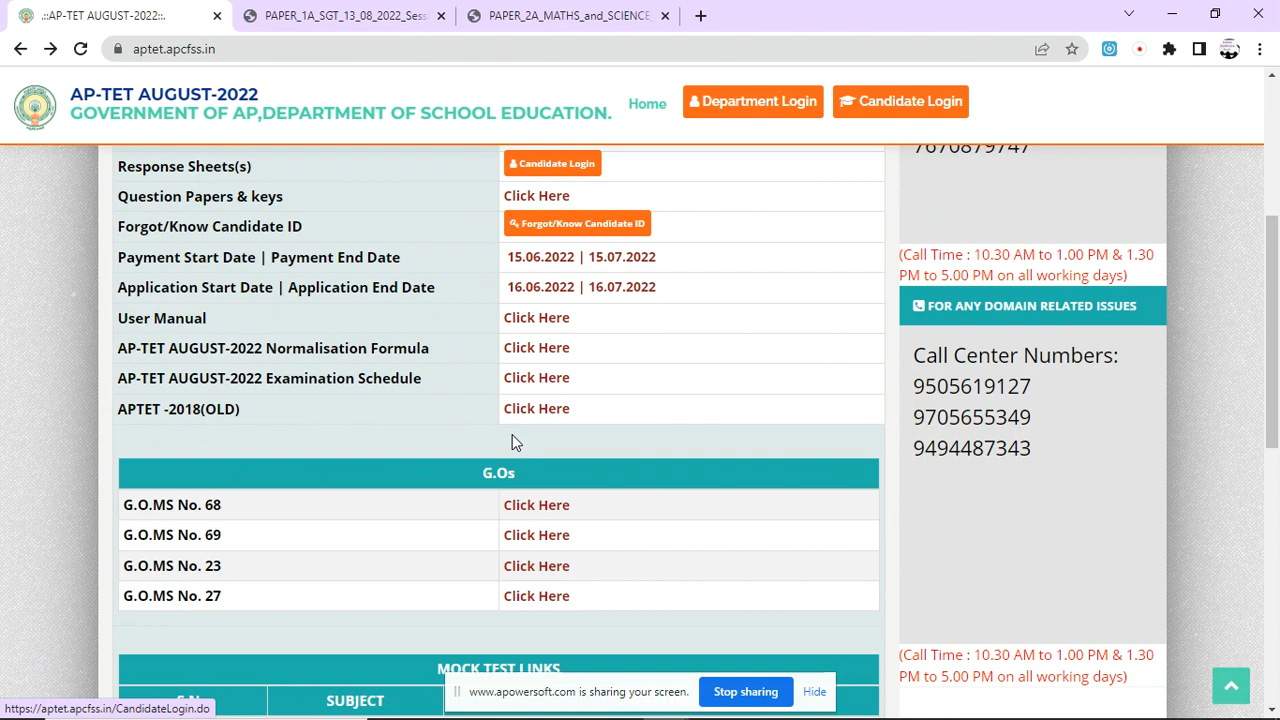 .::AP-TET AUGUST-2022::.
PAPER_1A_SGT_13_08_2022_Sess
PAPER_2A_MATHS_and_SCIENCE_
aptet.apcfss.in
AP-TET AUGUST-2022
GOVERNMENT OF AP,DEPARTMENT OF SCHOOL EDUCATION.
Home
Department Login
Candidate Login
7670879747
Response Sheets(s)
Candidate Login
Question Papers & keys
Click Here
Forgot/Know Candidate ID
Forgot/Know Candidate ID
Payment Start Date | Payment End Date
15.06.2022 | 15.07.2022
Application Start Date | Application End Date
16.06.2022 | 16.07.2022
User Manual
Click Here
AP-TET AUGUST-2022 Normalisation Formula
Click Here
AP-TET AUGUST-2022 Examination Schedule
Click Here
APTET -2018(OLD)
Click Here
G.Os
G.O.MS No. 68
Click Here
G.O.MS No. 69
Click Here
G.O.MS No. 23
Click Here
G.O.MS No. 27
Click Here
MOCK TEST LINKS
SUBJECT
(Call Time : 10.30 AM to 1.00 PM & 1.30
PM to 5.00 PM on all working days)
FOR ANY DOMAIN RELATED ISSUES
Call Center Numbers:
9505619127
9705655349
9494487343
(Call Time : 10.30 AM to 1.00 PM & 1.30
PM to 5.00 PM on all working days)
www.apowersoft.com is sharing your screen.
Stop sharing
Hide
https://aptet.apcfss.in/CandidateLogin.do